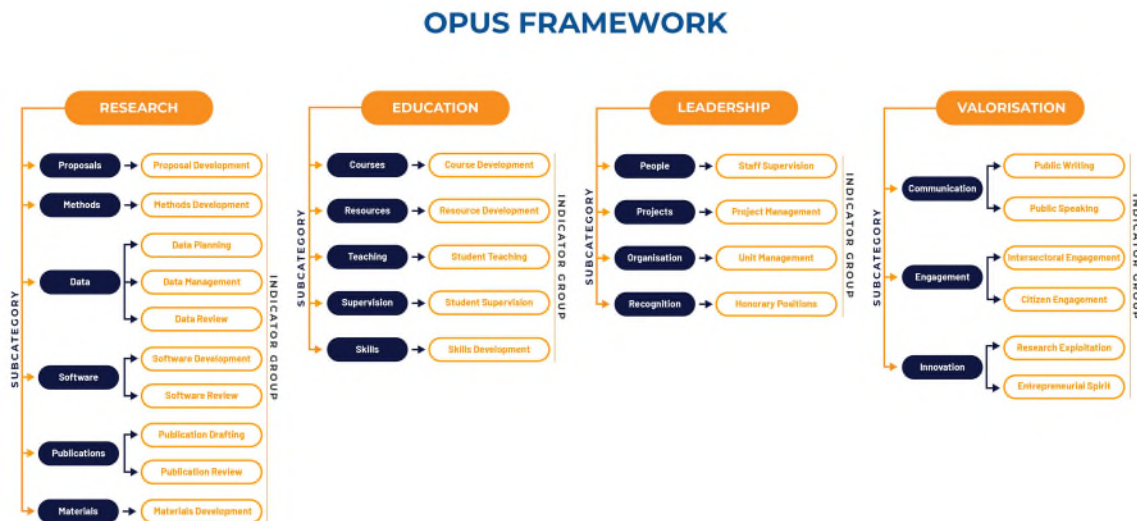 OPUS FRAMEWORK
RESEARCH
SUBCATEGORY
Proposals
Proposal Development
Methods
Methods Development
Data
Data Planning
Data Management
Data Review
Software
Software Development
Software Review
Publications
Publication Drafting
Publication Review
Materials
Materials Development
INDICATOR GROUP
EDUCATION
SUBCATEGORY
Courses
Course Development
Resources
Resource Development
Teaching
Student Teaching
Supervision
Student Supervision
Skills
Skills Development
INDICATOR GROUP
LEADERSHIP
SUBCATEGORY
People
Staff Supervision
Projects
Project Management
Organisation
Unit Management
Recognition
Honorary Positions
INDICATOR GROUP
VALORISATION
SUBCATEGORY
Communication
Public Writing
Public Speaking
Engagement
Intersectoral Engagement
Citizen Engagement
Innovation
Research Exploitation
Entrepreneurial Spirit
INDICATOR GROUP